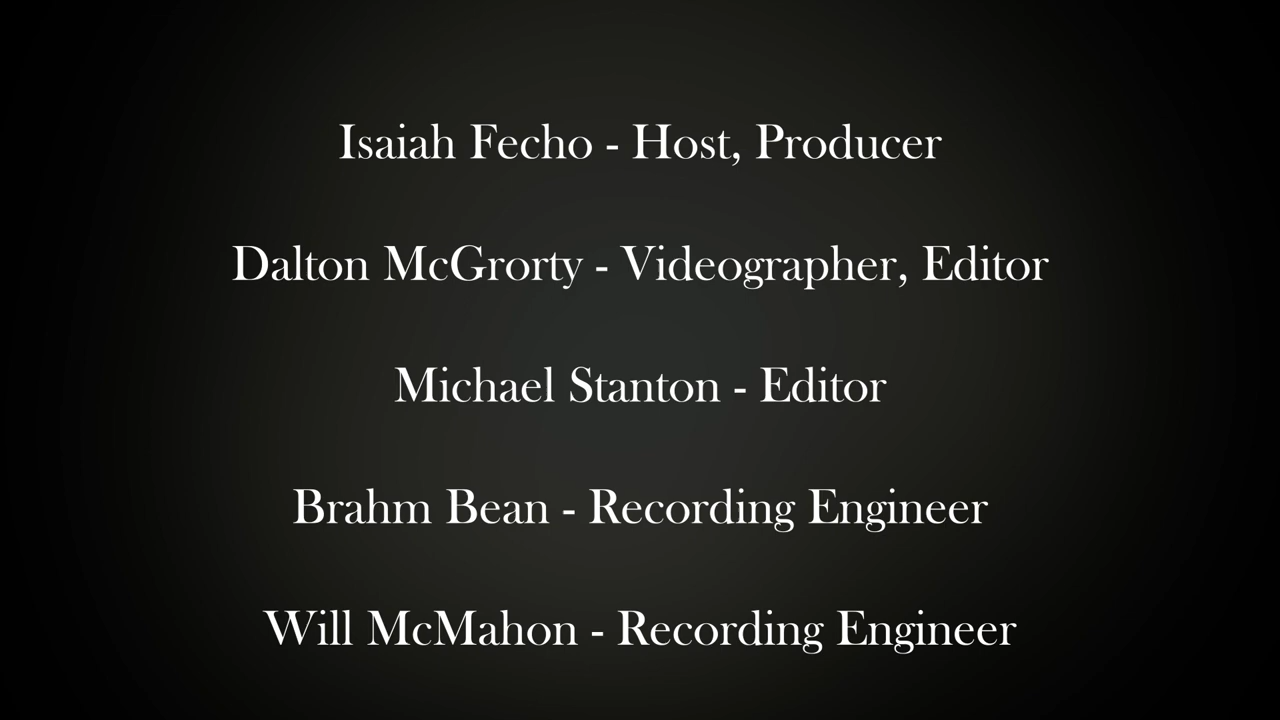 Isaiah Fecho - Host, Producer
Dalton McGrorty - Videographer, Editor
Michael Stanton - Editor
Brahm Bean - Recording Engineer
Will McMahon - Recording Engineer